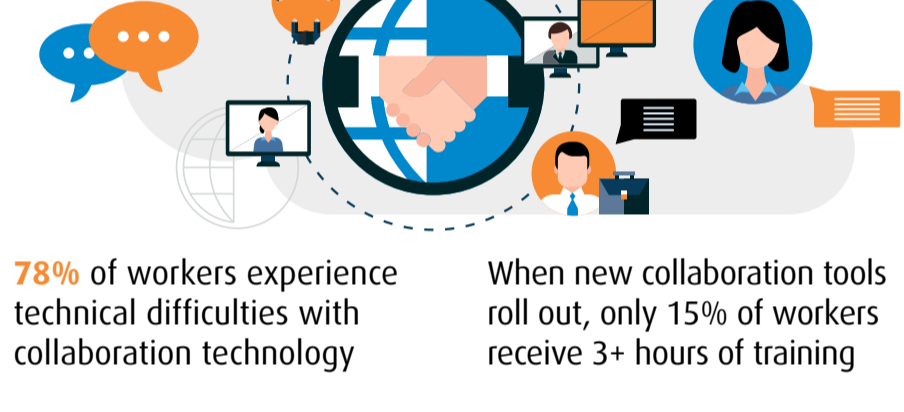 78% of workers experience
technical difficulties with
collaboration technology
When new collaboration tools
roll out, only 15% of workers
receive 3+ hours of training